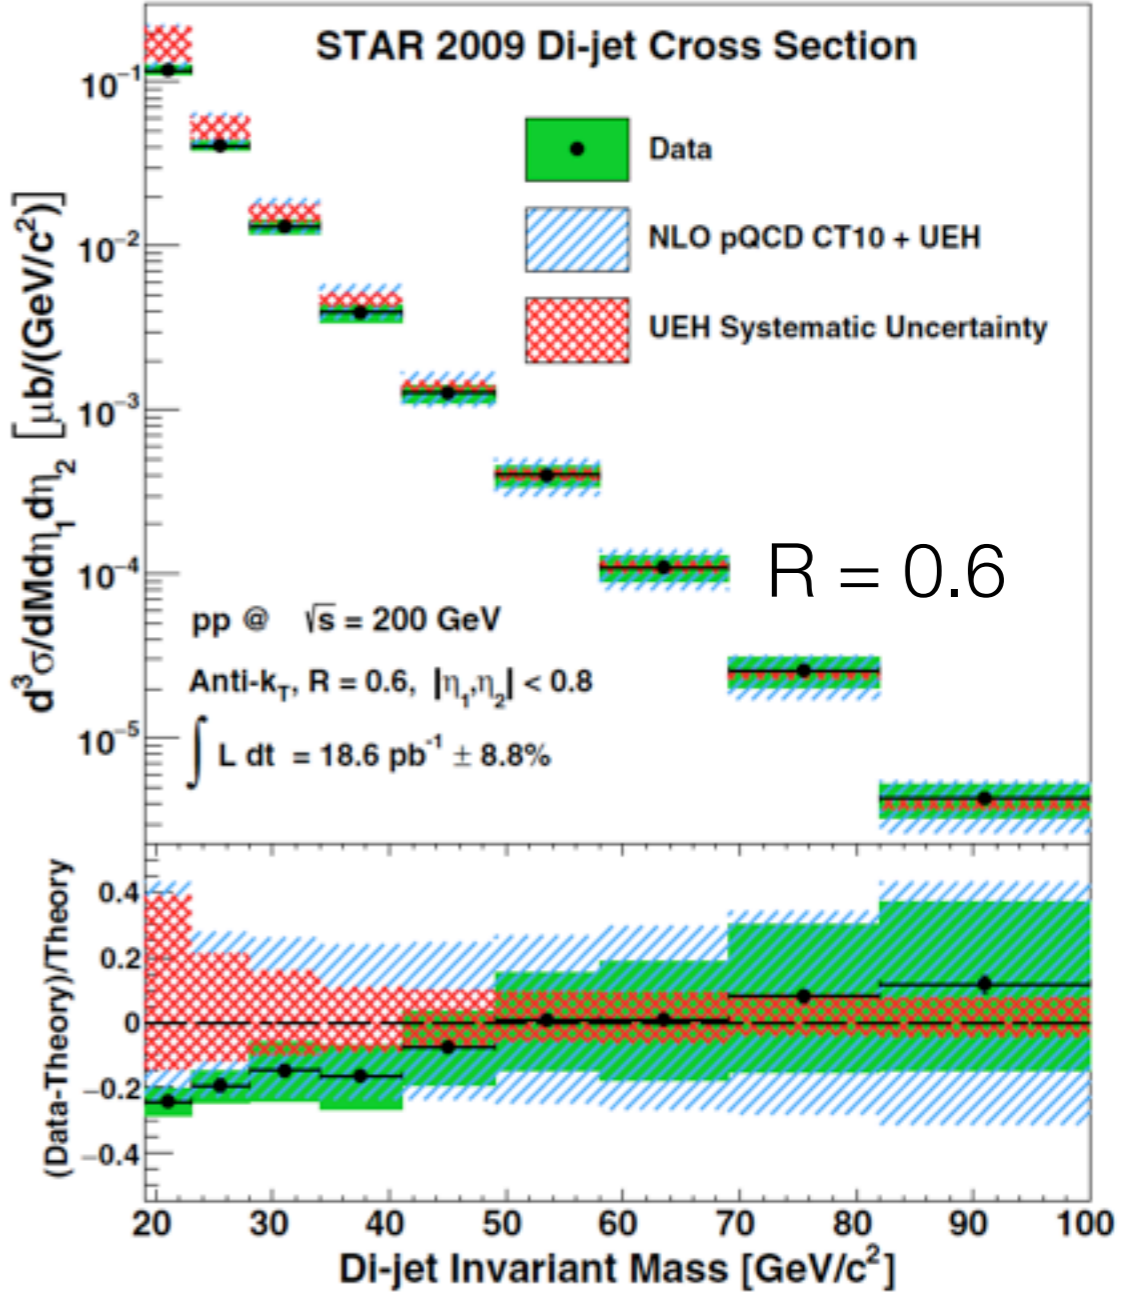 STAR 2009 Di-jet Cross Section
Data
NLO pQCD CT10 + UEH
UEH Systematic Uncertainty
R = 0.6
pp @ √s = 200 GeV
Anti-k_T, R = 0.6, |η₁,η₂| < 0.8
∫ L dt = 18.6 pb⁻¹ ± 8.8%
d³σ/dMdη₁dη₂ [μb/(GeV/c²)]
10⁻¹
10⁻²
10⁻³
10⁻⁴
10⁻⁵
(Data-Theory)/Theory
0.4
0.2
0
−0.2
−0.4
20 30 40 50 60 70 80 90 100
Di-jet Invariant Mass [GeV/c²]